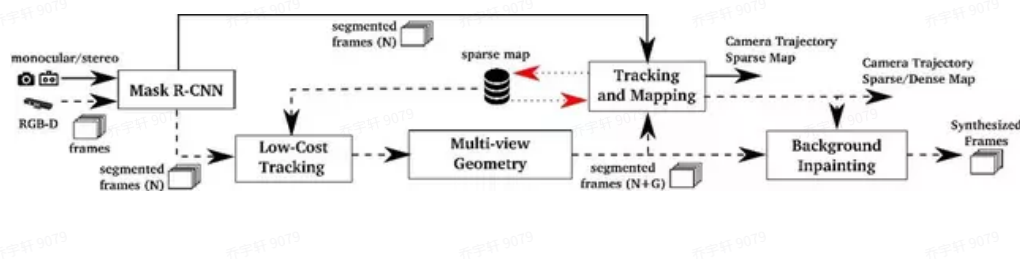 segmented
frames (N)
monocular/stereo
Mask R-CNN
RGB-D
frames
sparse map
Tracking
and Mapping
Camera Trajectory
Sparse Map
Camera Trajectory
Sparse/Dense Map
segmented
frames (N)
Low-Cost
Tracking
Multi-view
Geometry
segmented
frames (N+G)
Background
Inpainting
Synthesized
Frames